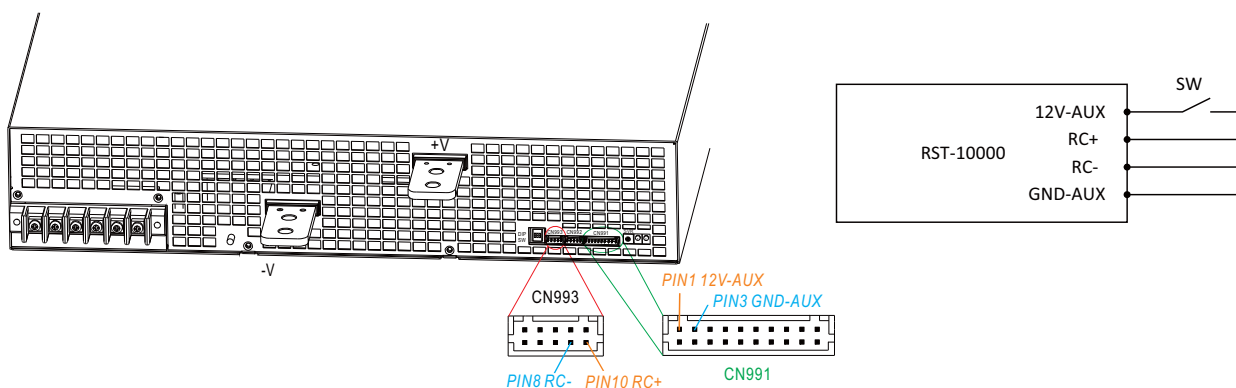 SW
+V
12V-AUX
RC+
RST-10000
RC-
GND-AUX
DIP
SW
CN993
CN992
CN991
-V
PIN1 12V-AUX
PIN3 GND-AUX
CN993
PIN8 RC-
PIN10 RC+
CN991